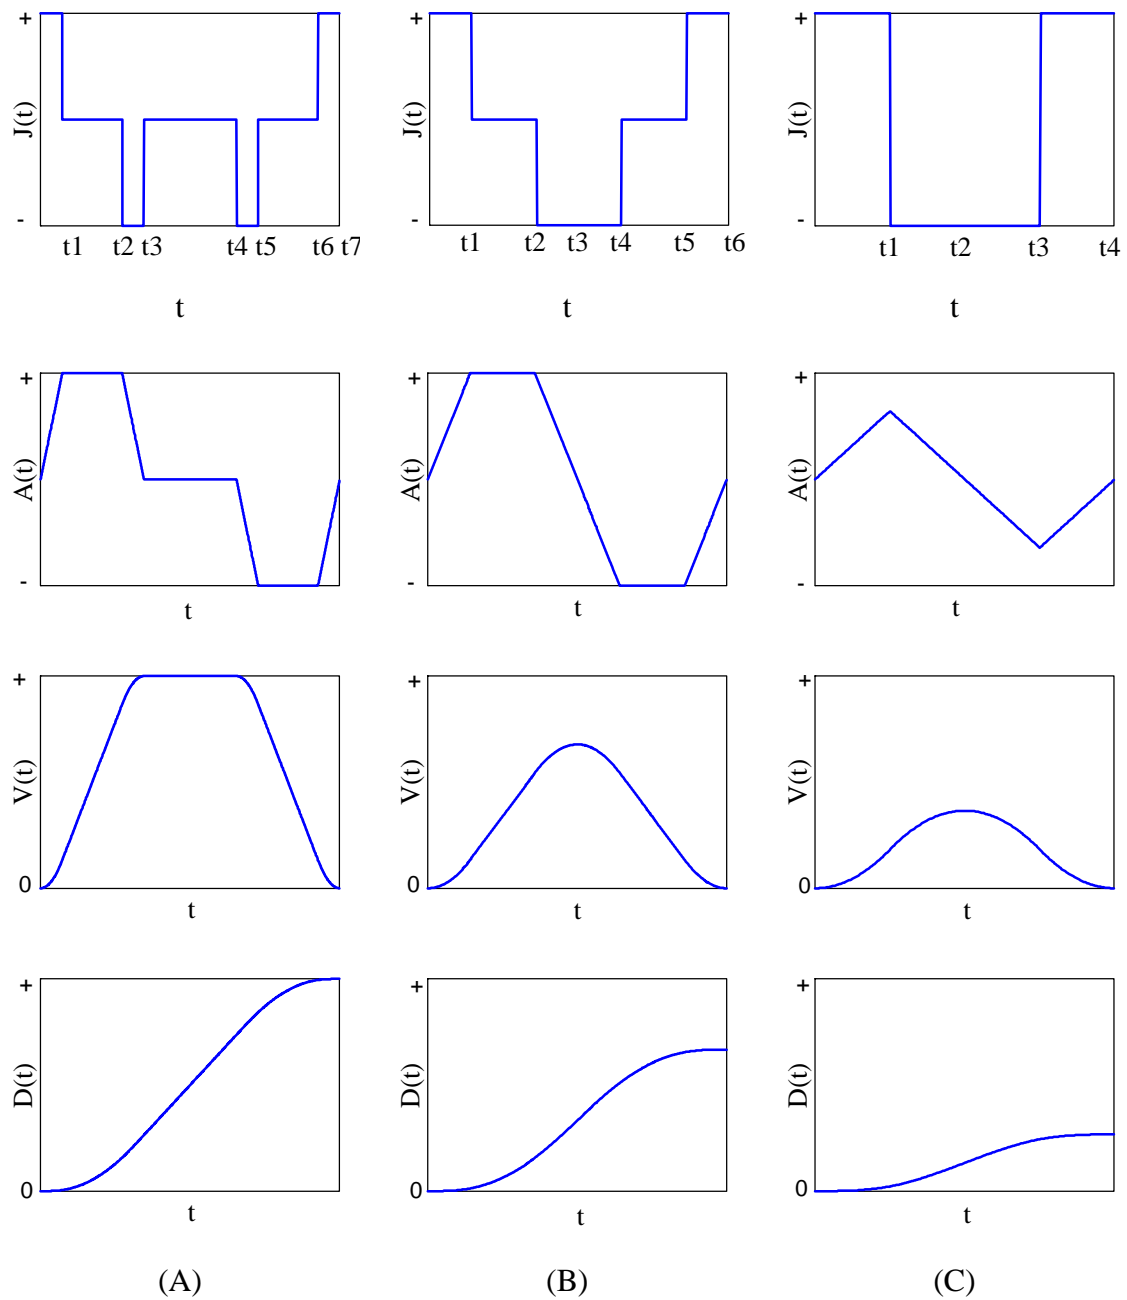 + + +
J(t) J(t) J(t)
- - -
t1 t2 t3 t4 t5 t6 t7 t1 t2 t3 t4 t5 t6 t1 t2 t3 t4
t t t
+ + +
A(t) A(t) A(t)
- - -
t t t
+ + +
V(t) V(t) V(t)
0 0 0
t t t
+ + +
D(t) D(t) D(t)
0 0 0
t t t
(A) (B) (C)